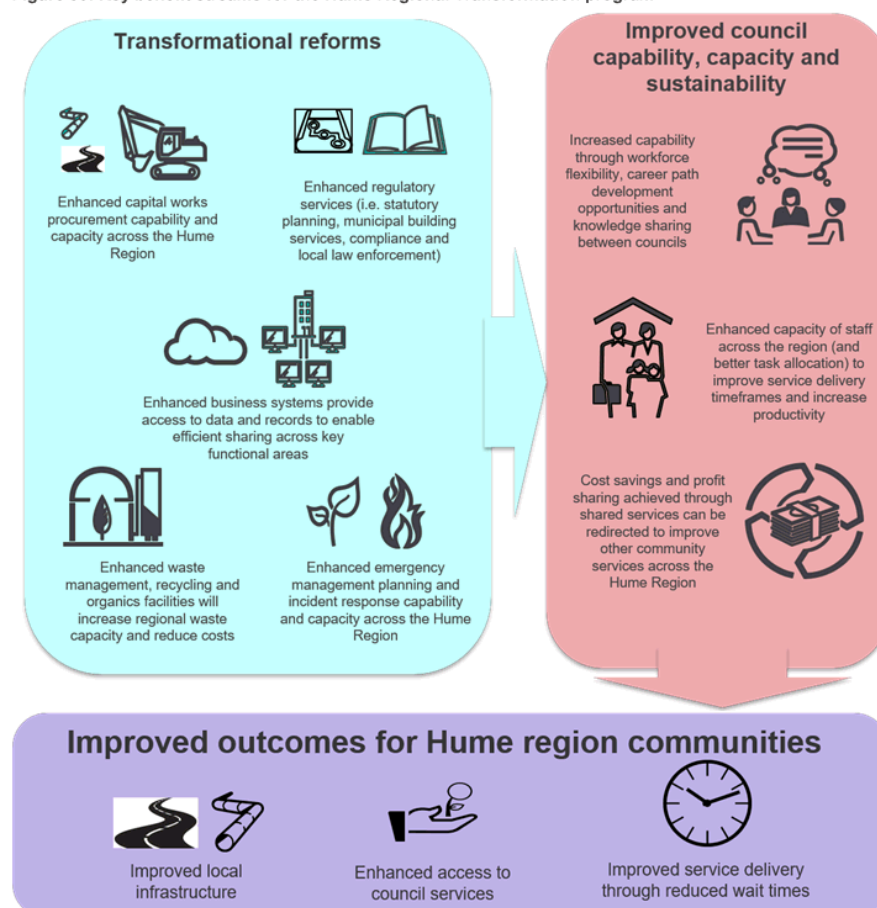 Transformational reforms
Enhanced capital works
procurement capability and
capacity across the Hume
Region
Enhanced regulatory
services (i.e. statutory
planning, municipal building
services, compliance and
local law enforcement)
Enhanced business systems provide
access to data and records to enable
efficient sharing across key
functional areas
Enhanced waste
management, recycling and
organics facilities will
increase regional waste
capacity and reduce costs
Enhanced emergency
management planning and
incident response capability
and capacity across the Hume
Region
Improved council
capability, capacity and
sustainability
Increased capability
through workforce
flexibility, career path
development
opportunities and
knowledge sharing
between councils
Enhanced capacity of staff
across the region (and
better task allocation) to
improve service delivery
timeframes and increase
productivity
Cost savings and profit
sharing achieved through
shared services can be
redirected to improve
other community
services across the
Hume Region
Improved outcomes for Hume region communities
Improved local
infrastructure
Enhanced access to
council services
Improved service delivery
through reduced wait times